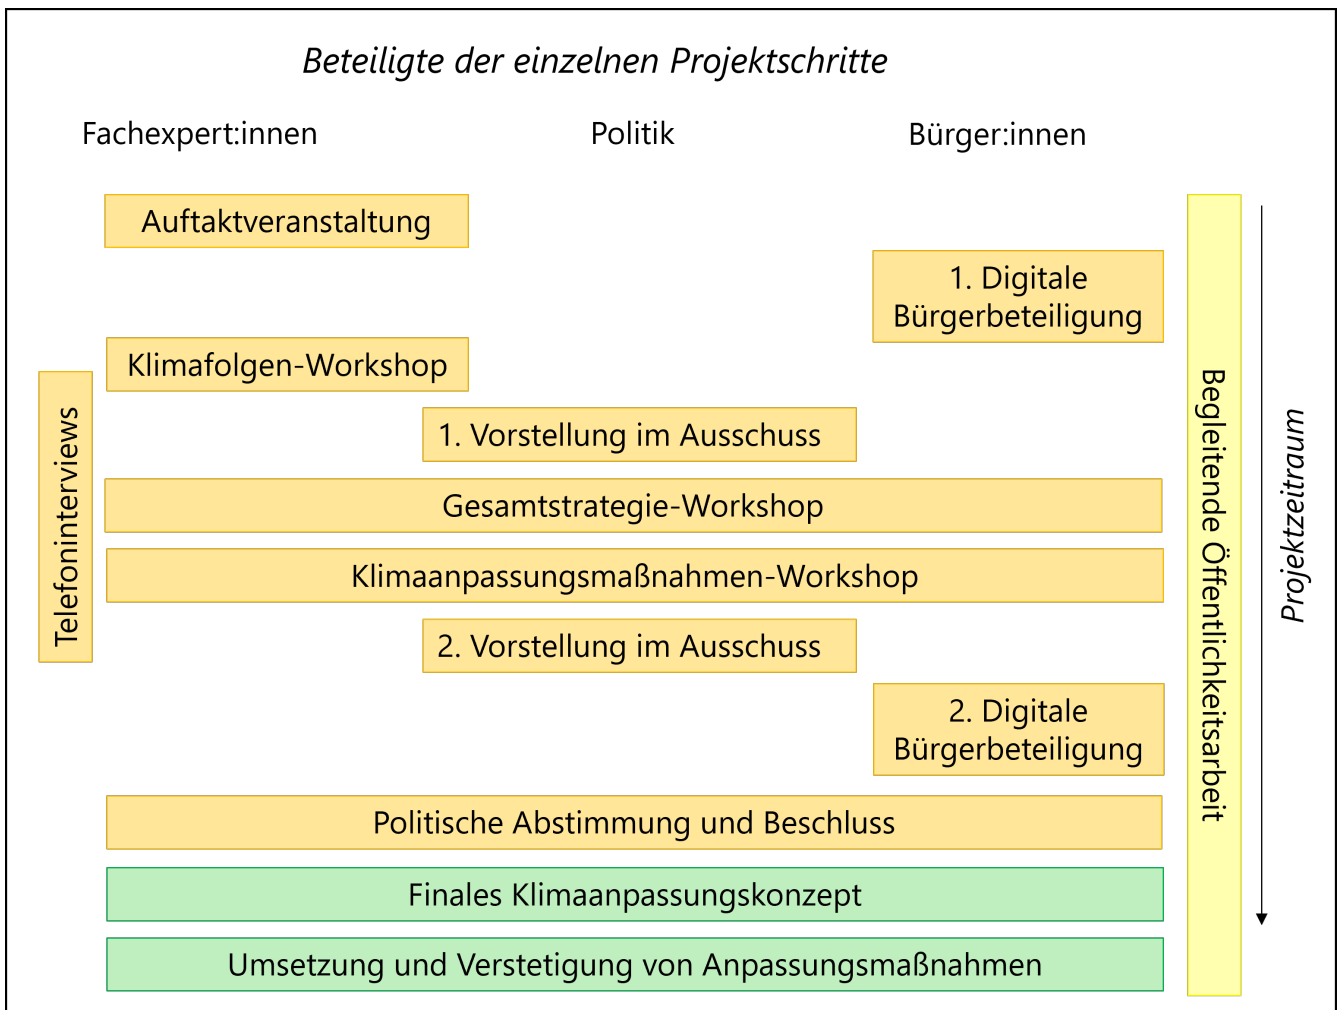 Beteiligte der einzelnen Projektschritte
Fachexpert:innen
Politik
Bürger:innen
Auftaktveranstaltung
1. Digitale
Bürgerbeteiligung
Klimafolgen-Workshop
Telefoninterviews
1. Vorstellung im Ausschuss
Gesamtstrategie-Workshop
Klimaanpassungsmaßnahmen-Workshop
2. Vorstellung im Ausschuss
2. Digitale
Bürgerbeteiligung
Politische Abstimmung und Beschluss
Finales Klimaanpassungskonzept
Umsetzung und Verstetigung von Anpassungsmaßnahmen
Begleitende Öffentlichkeitsarbeit
Projektzeitraum